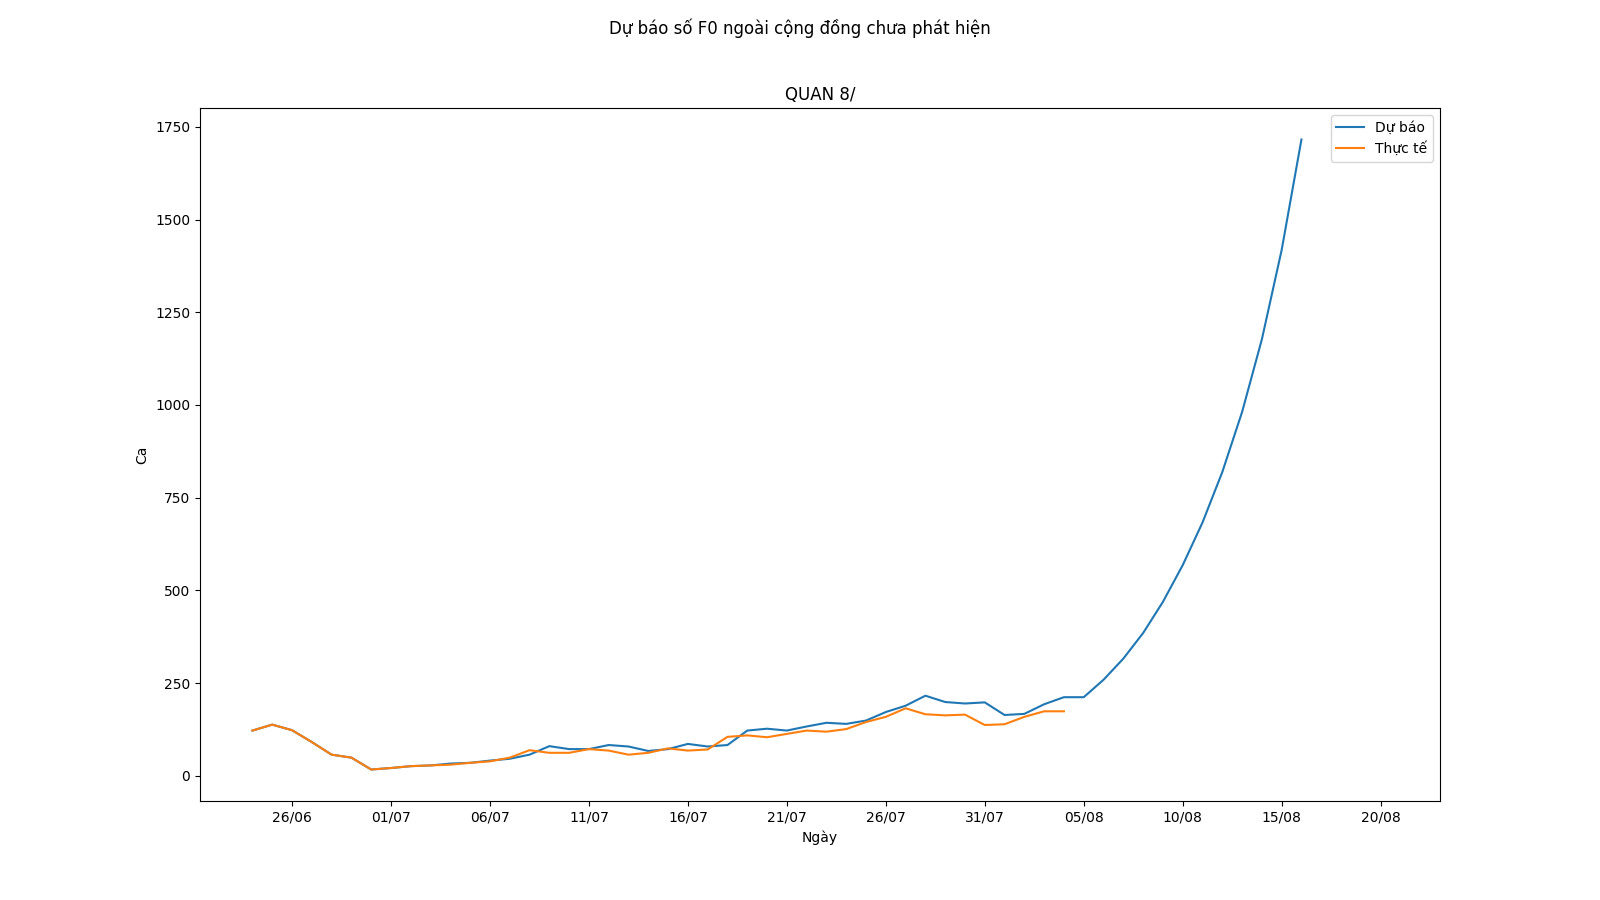 Dự báo số F0 ngoài cộng đồng chưa phát hiện
QUAN 8/
Dự báo
Thực tế
1750
1500
1250
1000
750
500
250
0
Ca
26/06 01/07 06/07 11/07 16/07 21/07 26/07 31/07 05/08 10/08 15/08 20/08
Ngày